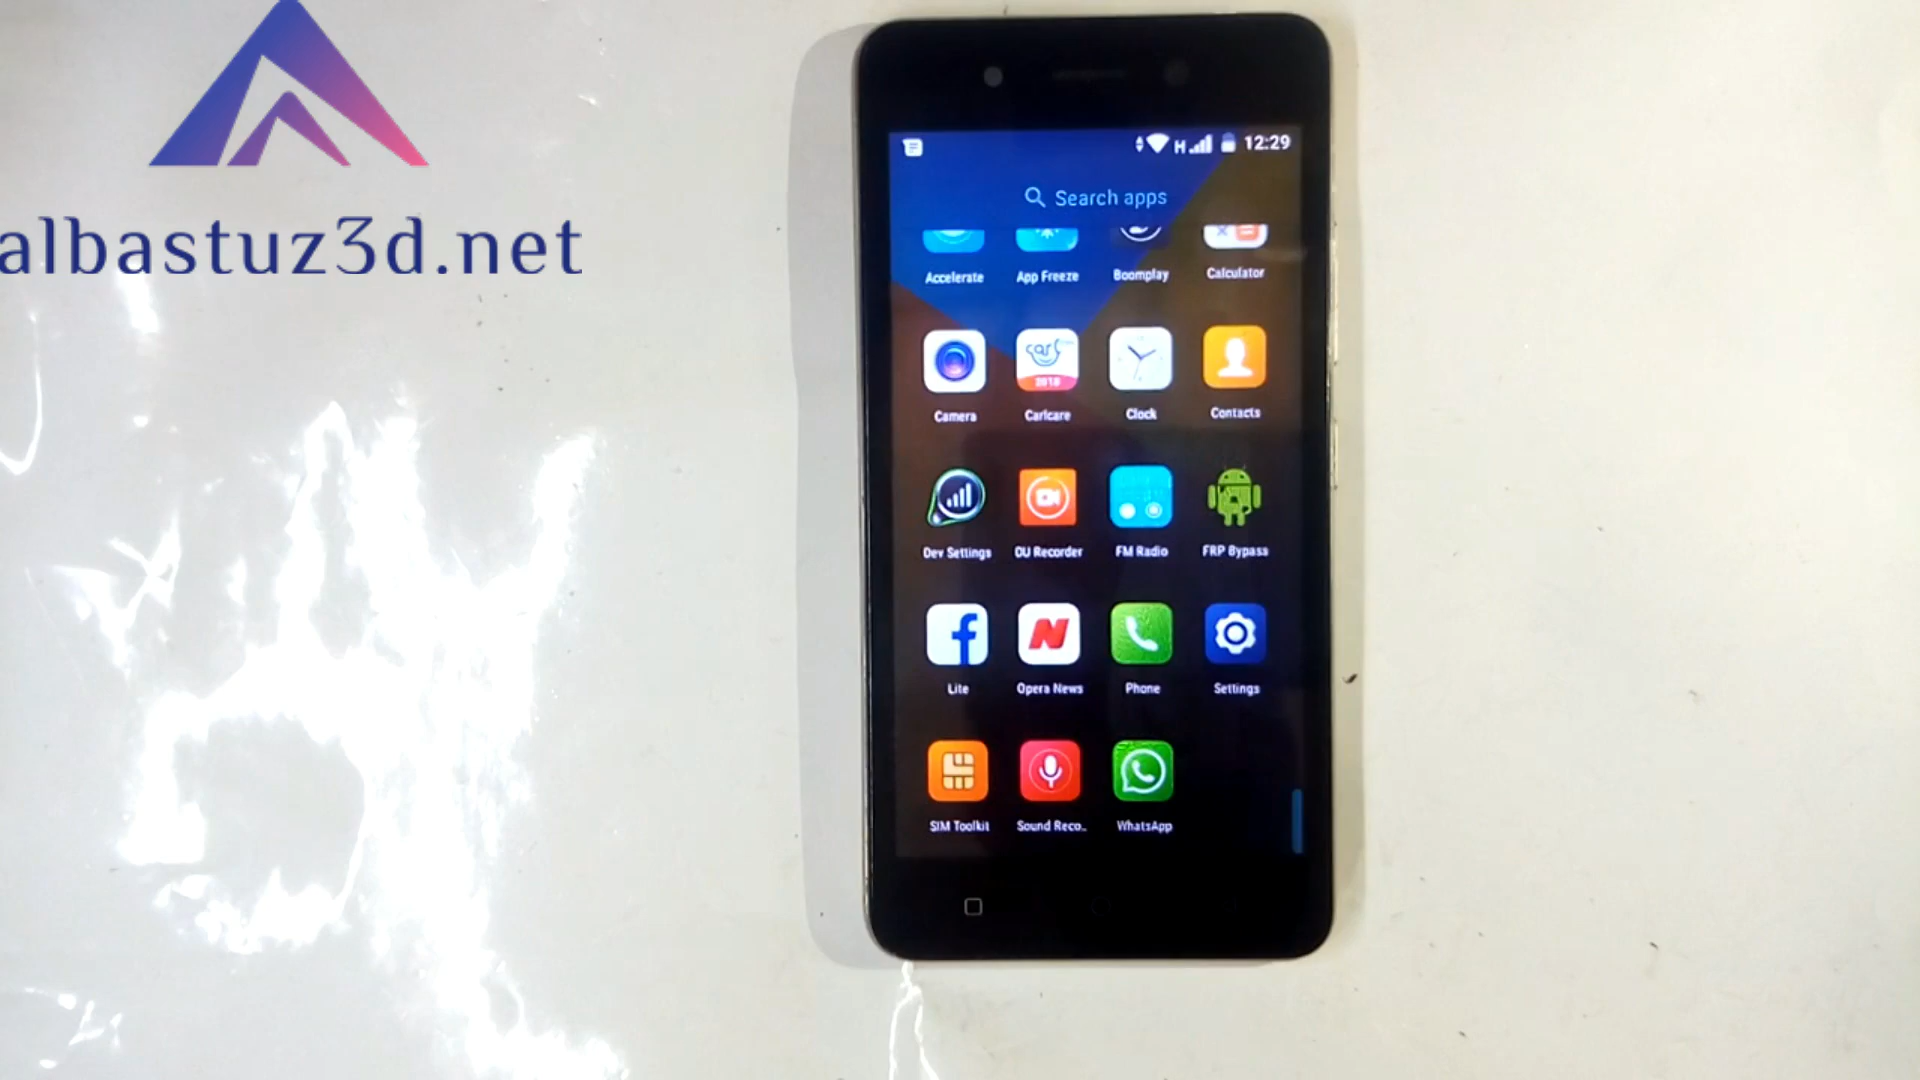 albastuz3d.net
H 12:29
Search apps
Accelerate App Freeze Boomplay Calculator
2018
Camera Carlcare Clock Contacts
Dev Settings DU Recorder FM Radio FRP Bypass
Lite Opera News Phone Settings
SIM Toolkit Sound Reco.. WhatsApp